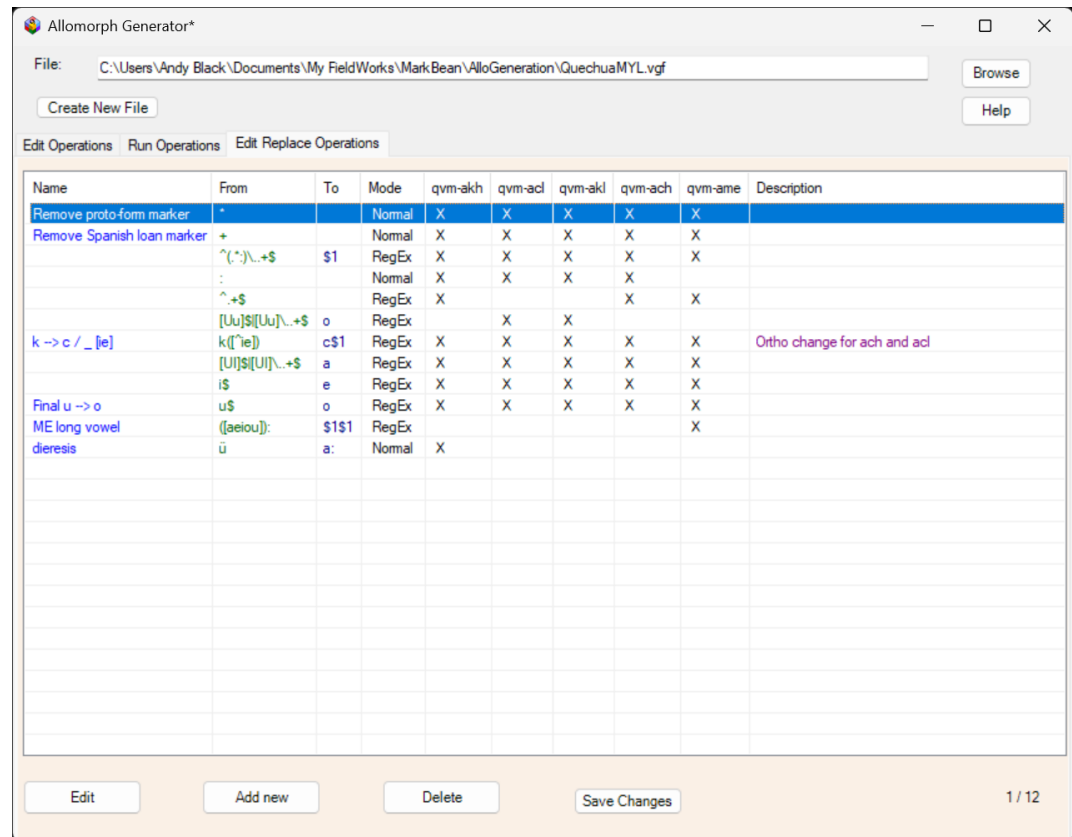 Allomorph Generator*
File: C:\Users\Andy Black\Documents\My FieldWorks\MarkBean\AlloGeneration\QuechuaMYL.vgf Browse
Create New File Help
Edit Operations Run Operations Edit Replace Operations
Name From To Mode qvm-akh qvm-acl qvm-akl qvm-ach qvm-ame Description
Remove proto-form marker * Normal X X X X X
Remove Spanish loan marker + Normal X X X X X
^(.*:)\..+$ $1 RegEx X X X X X
: Normal X X X X
^.+$ RegEx X X X
[Uu]$|[Uu]\..+$ o RegEx X X
k --> c / _ [ie] k([^ie]) c$1 RegEx X X X X X Ortho change for ach and acl
[UI]$|[UI]\..+$ a RegEx X X X X X
i$ e RegEx X X X X X
Final u --> o u$ o RegEx X X X X X
ME long vowel ([aeiou]): $1$1 RegEx X
dieresis ü a: Normal X
Edit Add new Delete Save Changes 1 / 12